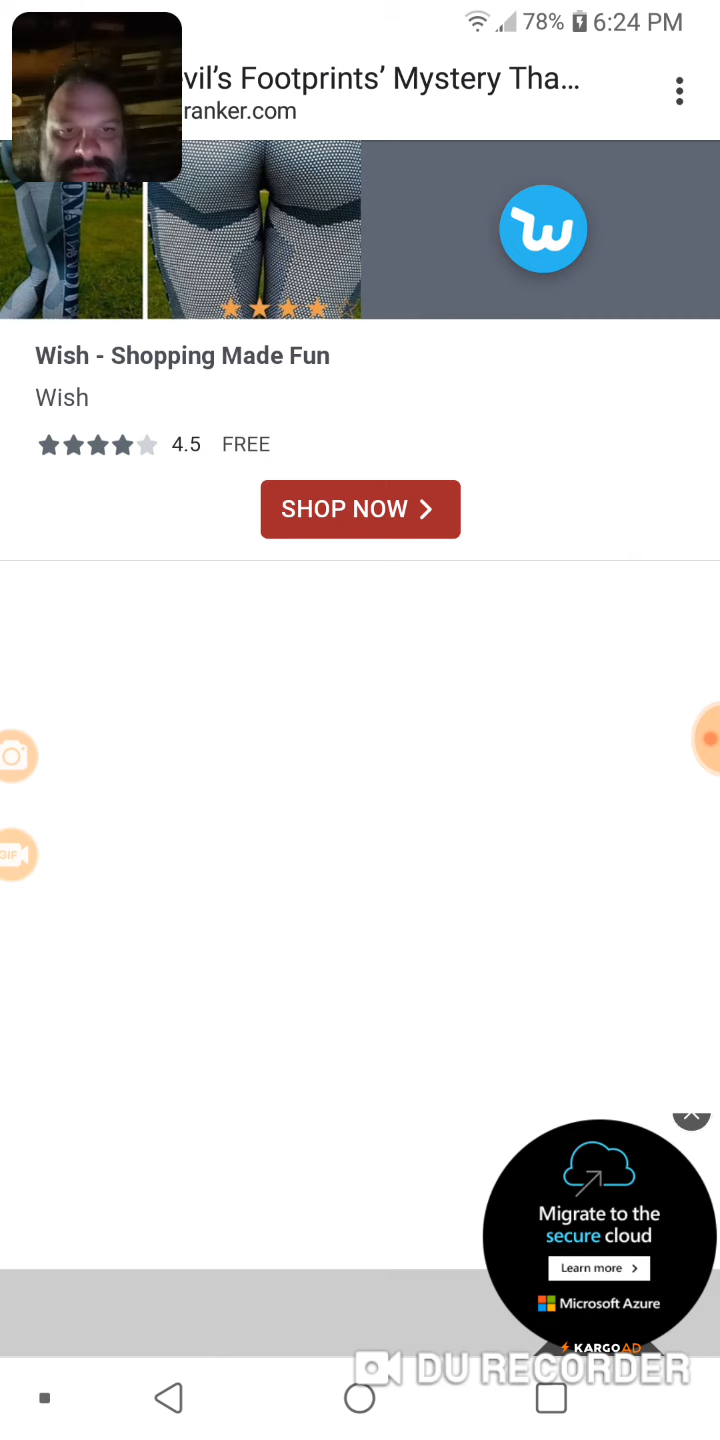 78% 6:24 PM
vil's Footprints' Mystery Tha...
ranker.com
Wish - Shopping Made Fun
Wish
4.5 FREE
SHOP NOW
GIF
Migrate to the
secure cloud
Learn more
Microsoft Azure
KARGO AD
DU RECORDER